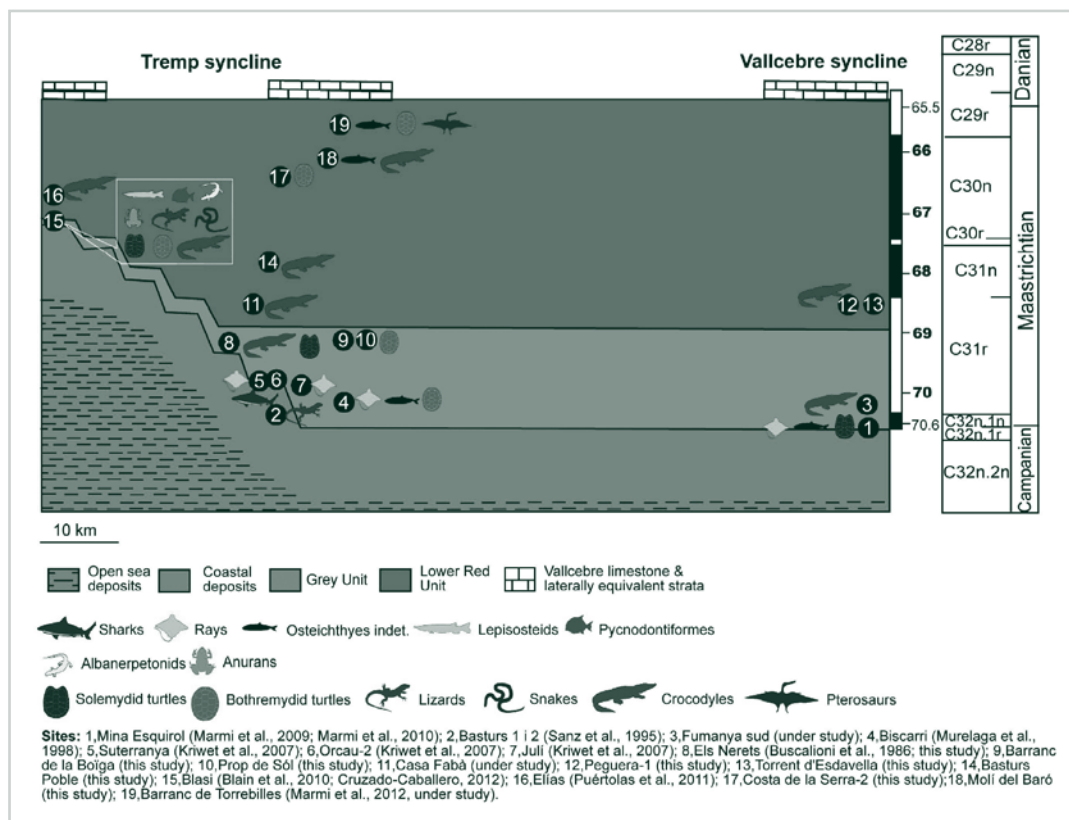 Tremp syncline
Vallcebre syncline
19
18
17
16
15
14
11
12 13
8
9 10
5 6 7
4
2
3
1
65.5
66
67
68
69
70
70.6
C28r
C29n
C29r
C30n
C30r
C31n
C31r
C32n.1n
C32n.1r
C32n.2n
Danian
Maastrichtian
Campanian
10 km
Open sea deposits
Coastal deposits
Grey Unit
Lower Red Unit
Vallcebre limestone & laterally equivalent strata
Sharks Rays Osteichthyes indet. Lepisosteids Pycnodontiformes
Albanerpetonids Anurans
Solemydid turtles Bothremydid turtles Lizards Snakes Crocodyles Pterosaurs
Sites: 1,Mina Esquirol (Marmi et al., 2009; Marmi et al., 2010); 2,Basturs 1 i 2 (Sanz et al., 1995); 3,Fumanya sud (under study); 4,Biscarri (Murelaga et al.,
1998); 5,Suterranya (Kriwet et al., 2007); 6,Orcau-2 (Kriwet et al., 2007); 7,Julí (Kriwet et al., 2007); 8,Els Nerets (Buscalioni et al., 1986; this study); 9,Barranc
de la Boïga (this study); 10,Prop de Sòl (this study); 11,Casa Fabà (under study); 12,Peguera-1 (this study); 13,Torrent d'Esdavella (this study); 14,Basturs
Poble (this study); 15,Blasi (Blain et al., 2010; Cruzado-Caballero, 2012); 16,Elías (Puértolas et al., 2011); 17,Costa de la Serra-2 (this study);18,Molí del Baró
(this study); 19,Barranc de Torrebilles (Marmi et al., 2012, under study).